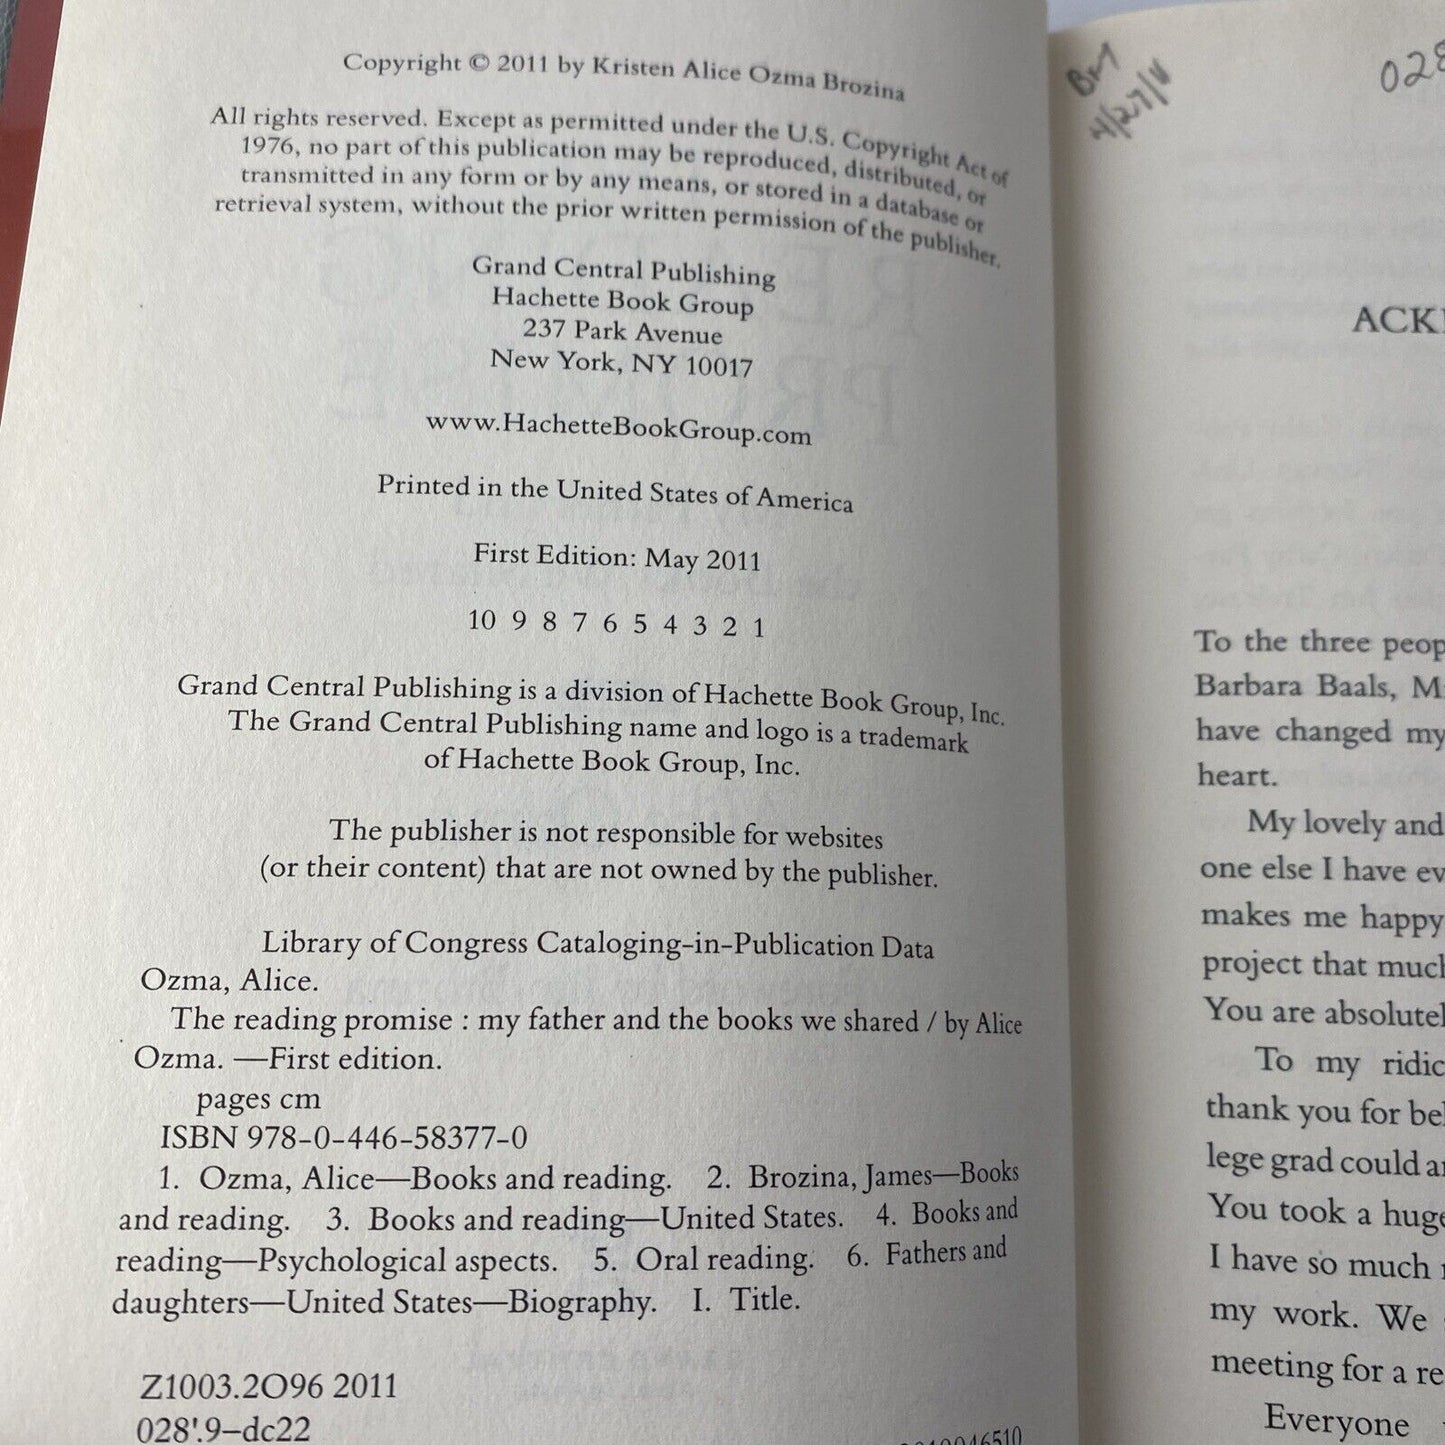 Copyright © 2011 by Kristen Alice Ozma Brozina
All rights reserved. Except as permitted under the U.S. Copyright Act of
1976, no part of this publication may be reproduced, distributed, or
transmitted in any form or by any means, or stored in a database or
retrieval system, without the prior written permission of the publisher.
Grand Central Publishing
Hachette Book Group
237 Park Avenue
New York, NY 10017
www.HachetteBookGroup.com
Printed in the United States of America
First Edition: May 2011
10 9 8 7 6 5 4 3 2 1
Grand Central Publishing is a division of Hachette Book Group, Inc.
The Grand Central Publishing name and logo is a trademark
of Hachette Book Group, Inc.
The publisher is not responsible for websites
(or their content) that are not owned by the publisher.
Library of Congress Cataloging-in-Publication Data
Ozma, Alice.
The reading promise : my father and the books we shared / by Alice
Ozma. —First edition.
pages cm
ISBN 978-0-446-58377-0
1. Ozma, Alice—Books and reading. 2. Brozina, James—Books
and reading. 3. Books and reading—United States. 4. Books and
reading—Psychological aspects. 5. Oral reading. 6. Fathers and
daughters—United States—Biography. I. Title.
Z1003.2O96 2011
028'.9–dc22
028
ACK
To the three peop
Barbara Baals, M
have changed my
heart.
My lovely and
one else I have ev
makes me happy
project that much
You are absolutel
To my ridic
thank you for bel
lege grad could a
You took a huge
I have so much
my work. We
meeting for a re
Everyone